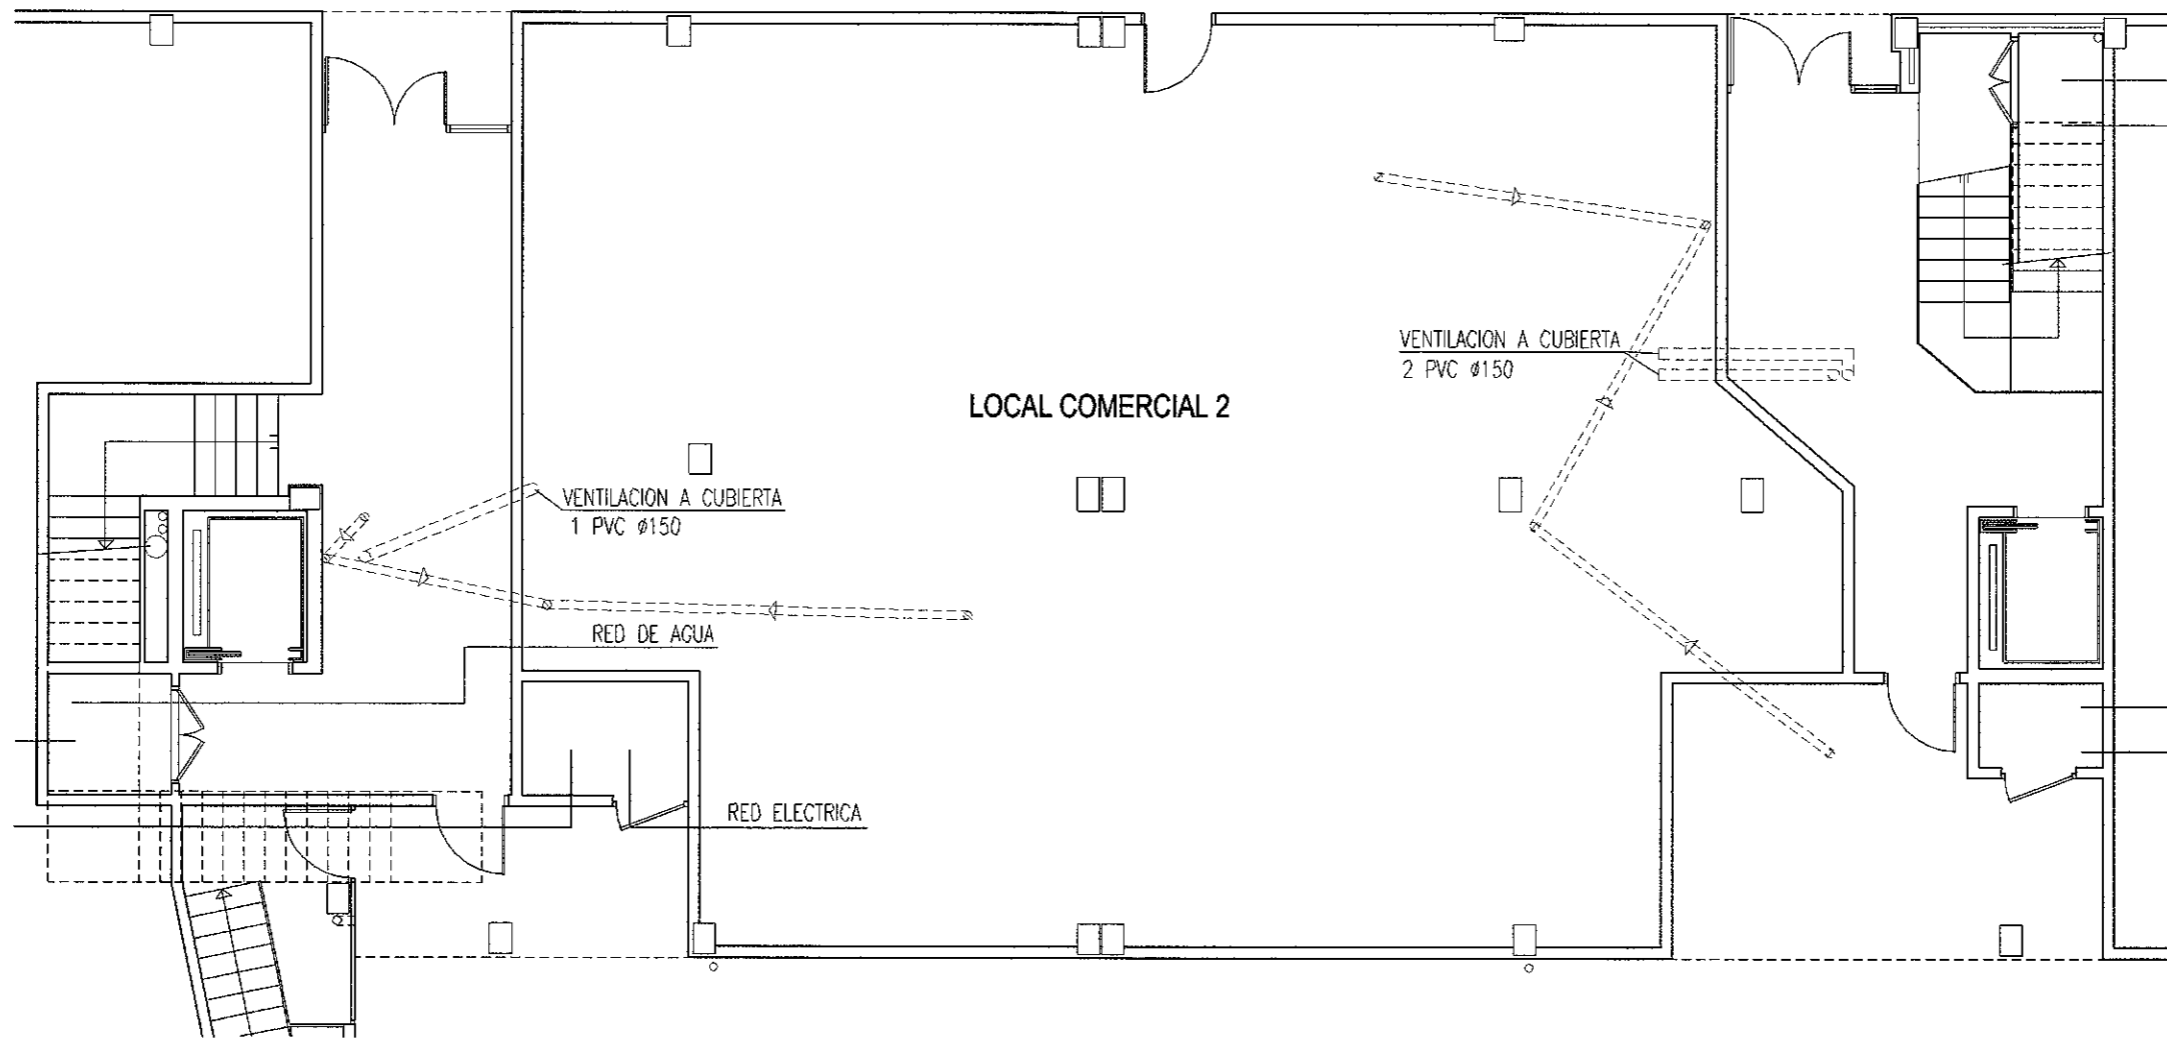 VENTILACION A CUBIERTA
2 PVC ø150
LOCAL COMERCIAL 2
VENTILACION A CUBIERTA
1 PVC ø150
RED DE AGUA
RED ELECTRICA